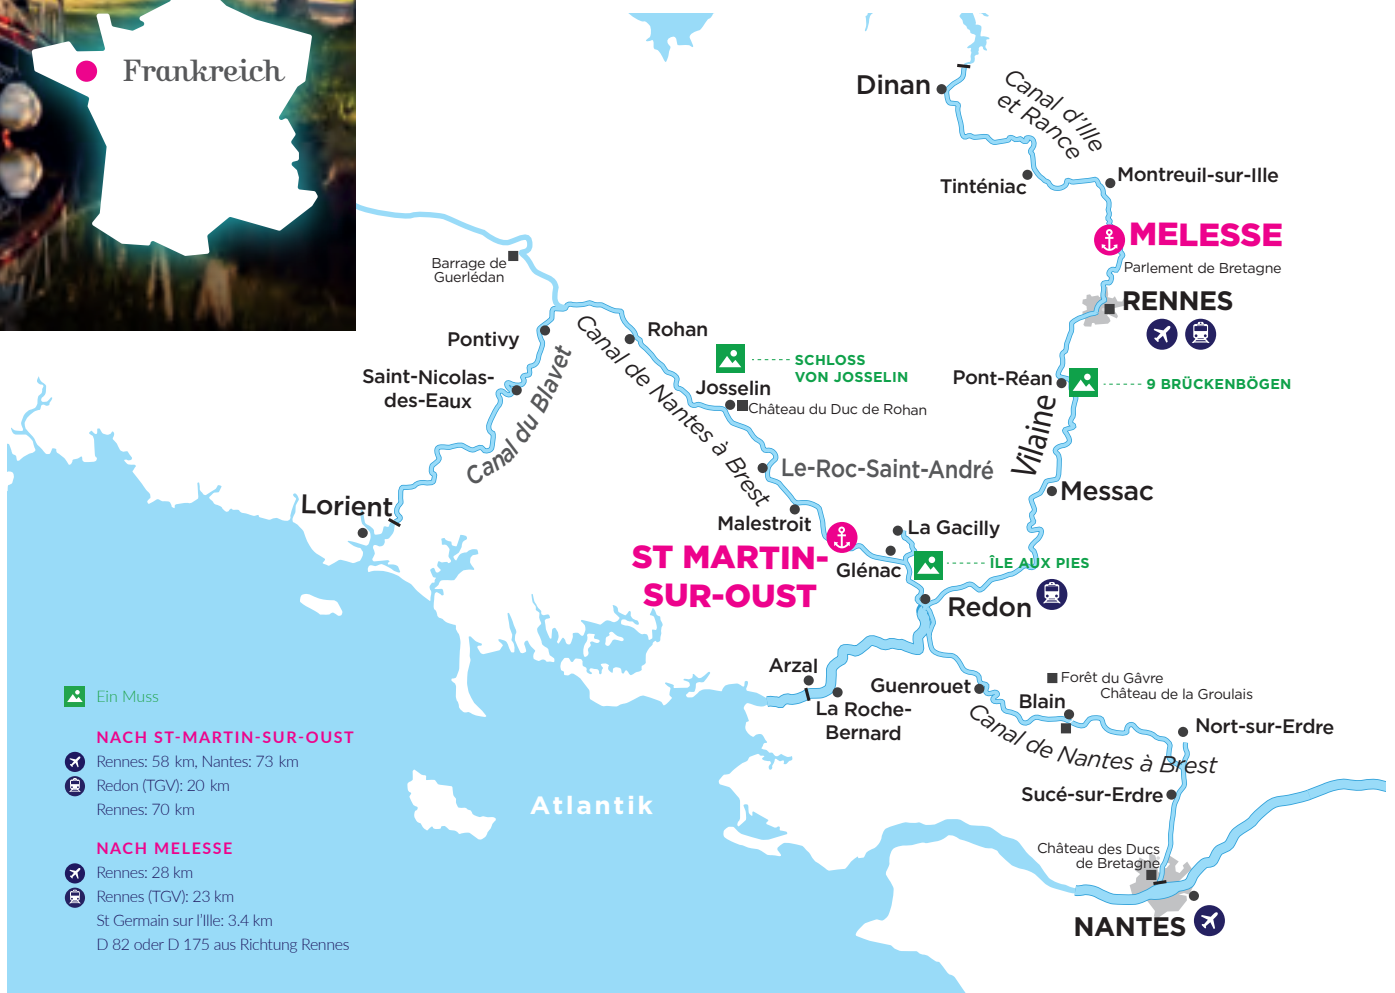 Frankreich
Dinan
Canal d'Ille
et Rance
Tinténiac
Montreuil-sur-Ille
MELESSE
Parlement de Bretagne
RENNES
Barrage de
Guerlédan
Pontivy
Rohan
Saint-Nicolas-
des-Eaux
Canal du Blavet
Canal de Nantes à Brest
SCHLOSS
VON JOSSELIN
Josselin
Château du Duc de Rohan
Pont-Réan
9 BRÜCKENBÖGEN
Vilaine
Le-Roc-Saint-André
Messac
Lorient
Malestroit
La Gacilly
ST MARTIN-
SUR-OUST
Glénac
ÎLE AUX PIES
Redon
Arzal
La Roche-
Bernard
Guenrouet
Forêt du Gâvre
Château de la Groulais
Blain
Nort-sur-Erdre
Canal de Nantes à Brest
Sucé-sur-Erdre
Atlantik
Château des Ducs
de Bretagne
NANTES
Ein Muss
NACH ST-MARTIN-SUR-OUST
Rennes: 58 km, Nantes: 73 km
Redon (TGV): 20 km
Rennes: 70 km
NACH MELESSE
Rennes: 28 km
Rennes (TGV): 23 km
St Germain sur l'Ille: 3.4 km
D 82 oder D 175 aus Richtung Rennes